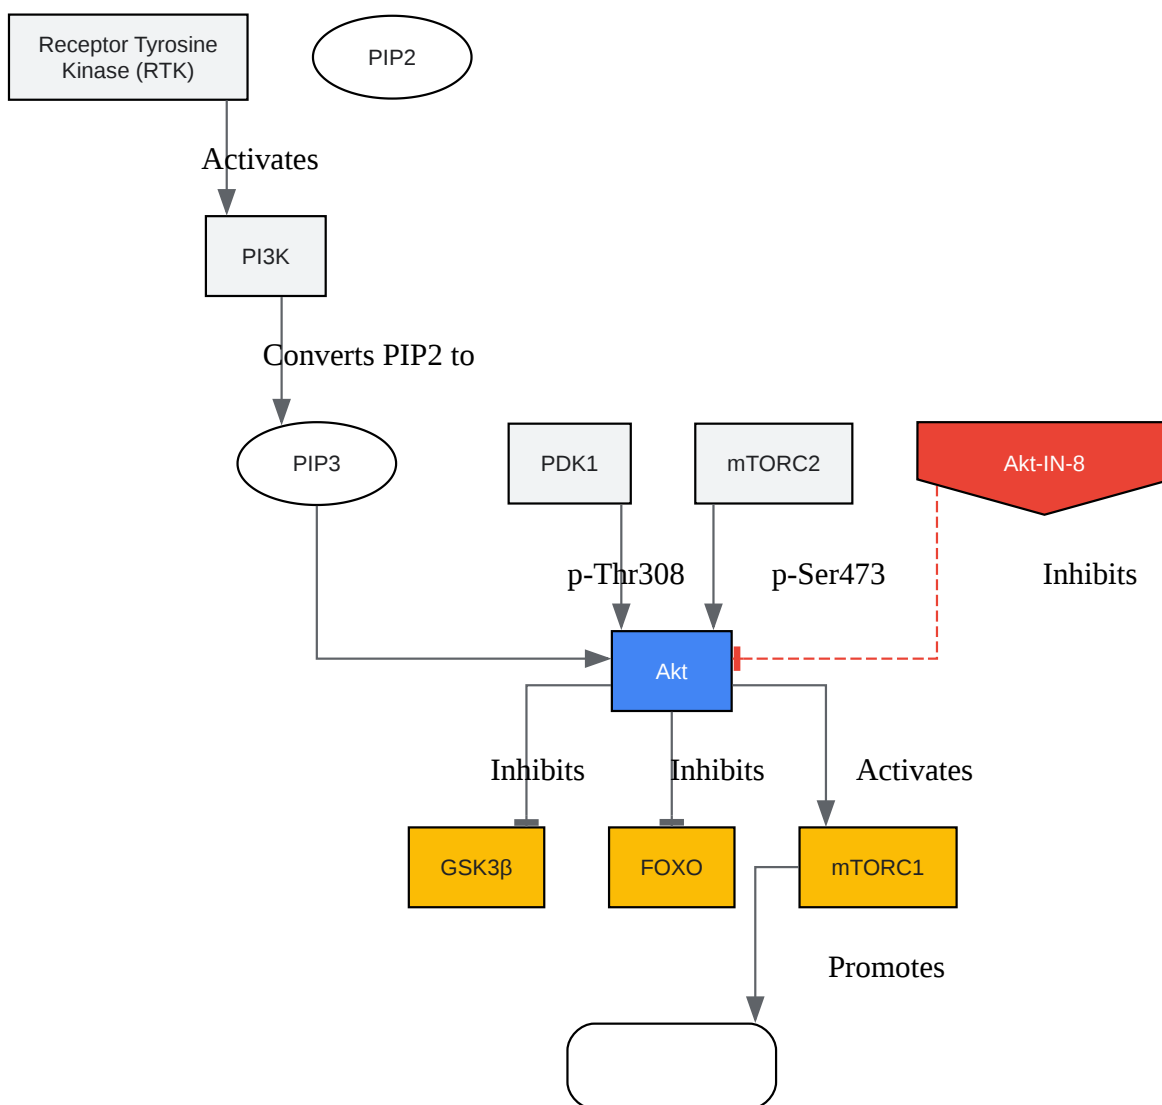 Receptor Tyrosine
Kinase (RTK)
PIP2
Activates
PI3K
Converts PIP2 to
PIP3
PDK1
mTORC2
Akt-IN-8
p-Thr308
p-Ser473
Inhibits
Akt
Inhibits
Inhibits
Activates
GSK3β
FOXO
mTORC1
Promotes